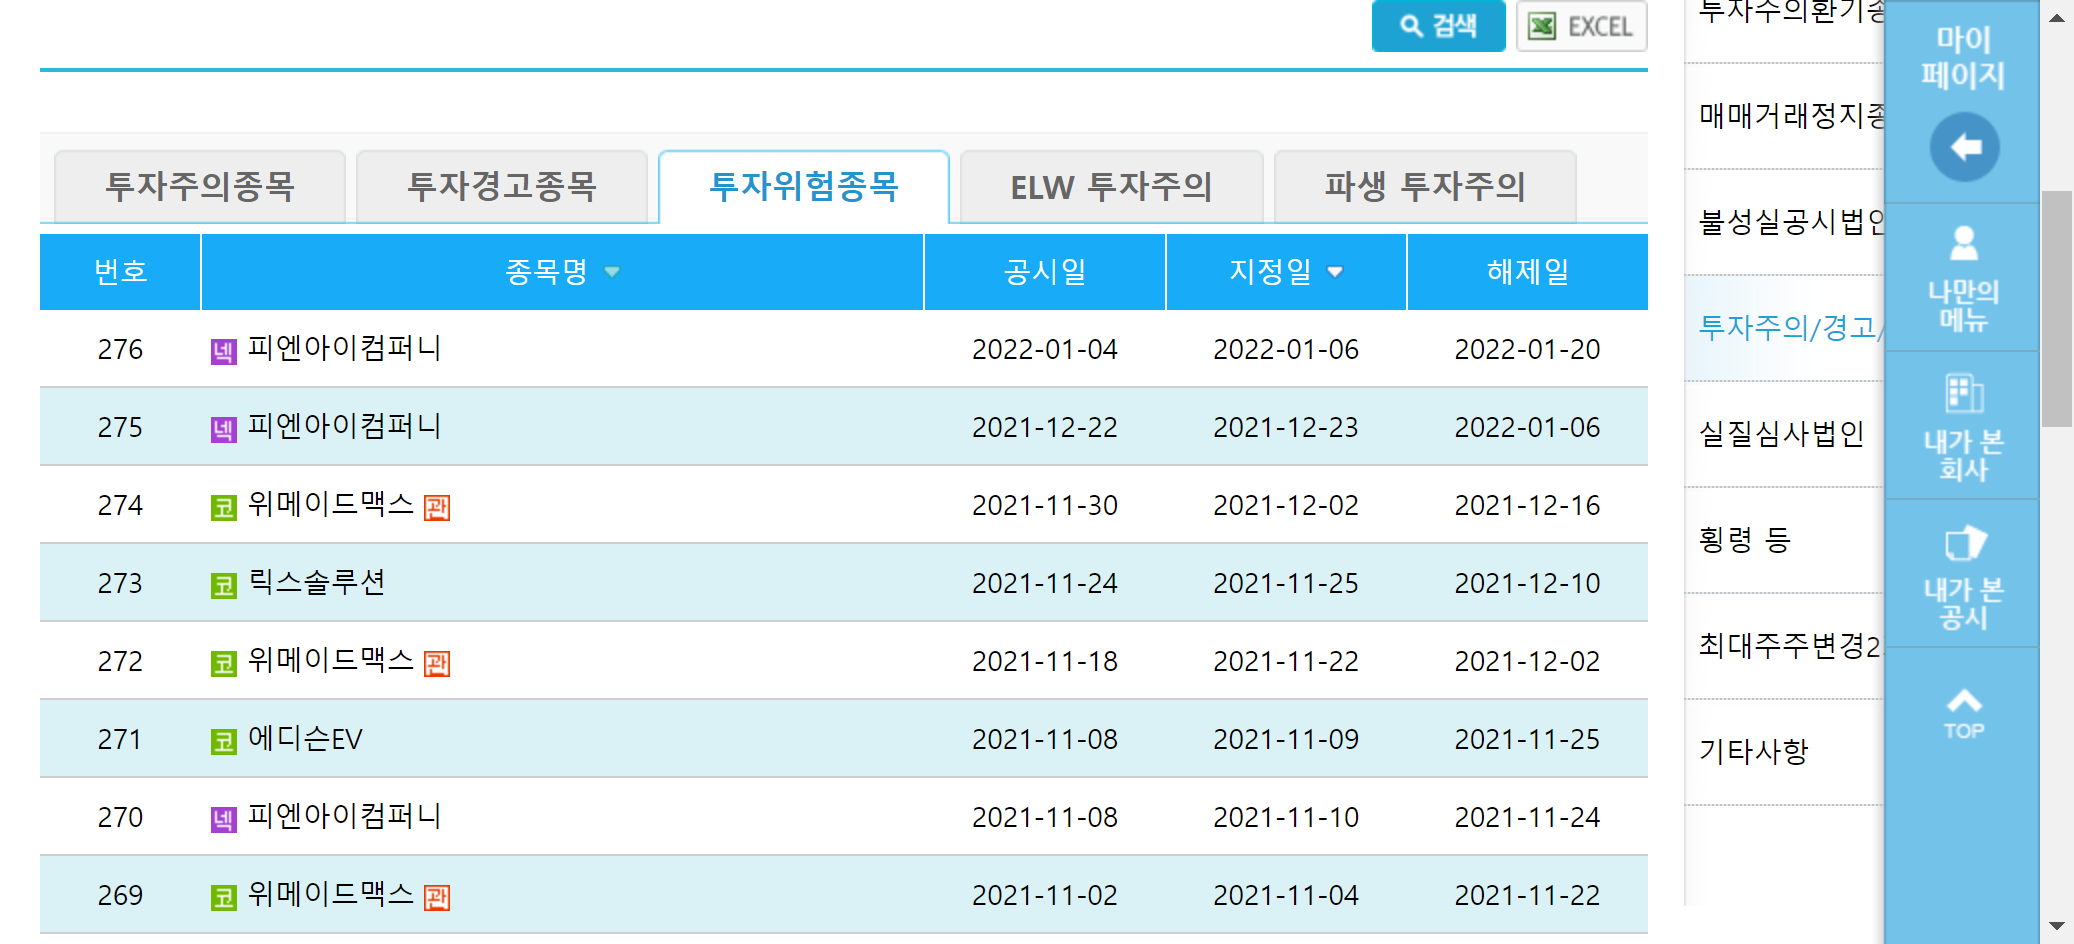 검색 EXCEL
투자주의종목 투자경고종목 투자위험종목 ELW 투자주의 파생 투자주의
번호 종목명 공시일 지정일 해제일
276 넥 피엔아이컴퍼니 2022-01-04 2022-01-06 2022-01-20
275 넥 피엔아이컴퍼니 2021-12-22 2021-12-23 2022-01-06
274 코 위메이드맥스 관 2021-11-30 2021-12-02 2021-12-16
273 코 릭스솔루션 2021-11-24 2021-11-25 2021-12-10
272 코 위메이드맥스 관 2021-11-18 2021-11-22 2021-12-02
271 코 에디슨EV 2021-11-08 2021-11-09 2021-11-25
270 넥 피엔아이컴퍼니 2021-11-08 2021-11-10 2021-11-24
269 코 위메이드맥스 관 2021-11-02 2021-11-04 2021-11-22
투자주의환기종
매매거래정지종
불성실공시법인
투자주의/경고/
실질심사법인
횡령 등
최대주주변경2
기타사항
마이
페이지
나만의
메뉴
내가 본
회사
내가 본
공시
TOP